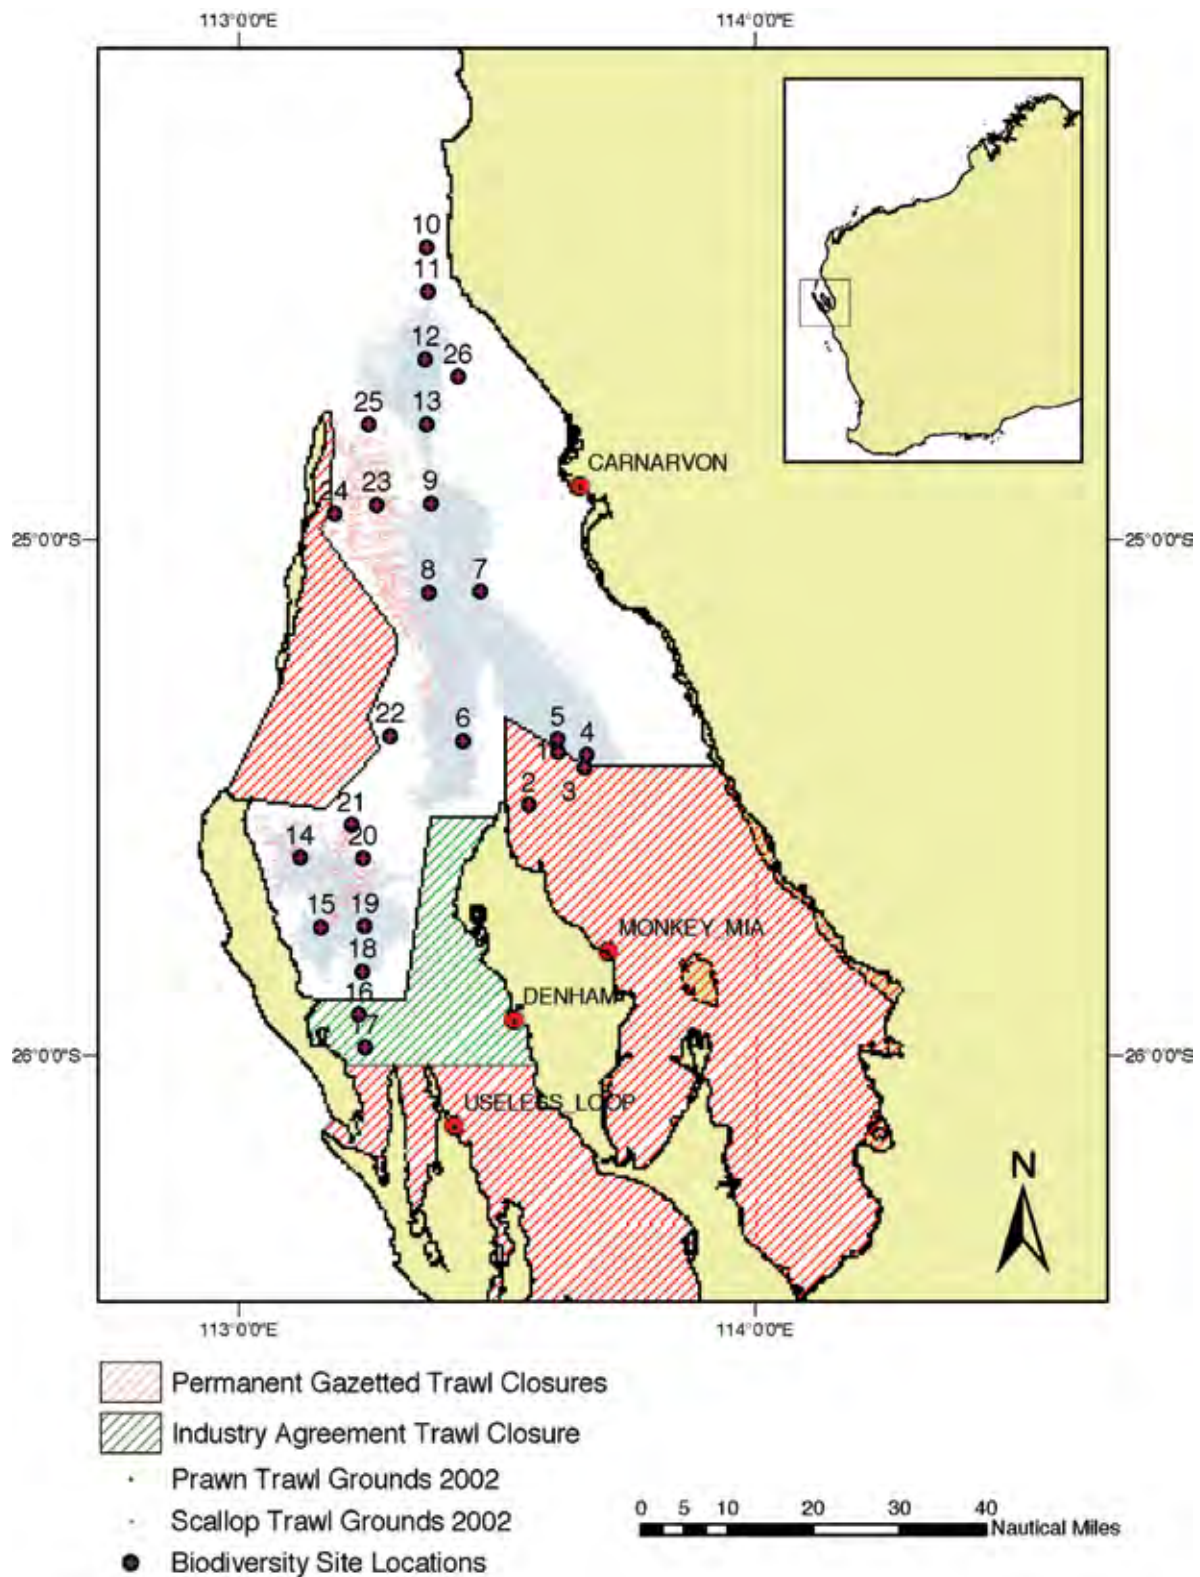 113°0'0"E 114°0'0"E
10
11
12
26
25
13
CARNARVON
24 23 9
25°0'0"S 25°0'0"S
8 7
22 6 5 4
1
2 3
21
14 20
15 19
MONKEY_MIA
18
DENHAM
16
17
26°0'0"S 26°0'0"S
USELESS_LOOP
N
113°0'0"E 114°0'0"E
Permanent Gazetted Trawl Closures
Industry Agreement Trawl Closure
Prawn Trawl Grounds 2002
Scallop Trawl Grounds 2002
Biodiversity Site Locations
0 5 10 20 30 40
Nautical Miles